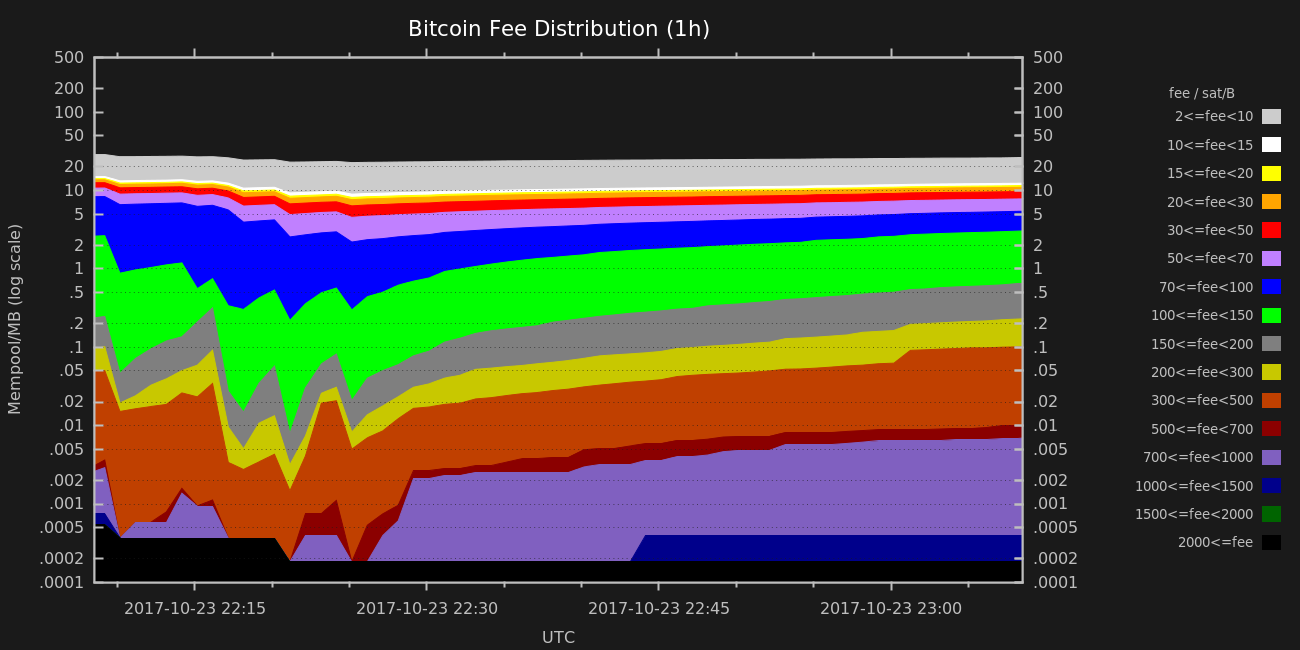 Bitcoin Fee Distribution (1h)
500 500
200 200
100 100
50 50
20 20
10 10
5 5
2 2
1 1
.5 .5
.2 .2
.1 .1
.05 .05
.02 .02
.01 .01
.005 .005
.002 .002
.001 .001
.0005 .0005
.0002 .0002
.0001 .0001
Mempool/MB (log scale)
2017-10-23 22:15 2017-10-23 22:30 2017-10-23 22:45 2017-10-23 23:00
UTC
fee / sat/B
2<=fee<10
10<=fee<15
15<=fee<20
20<=fee<30
30<=fee<50
50<=fee<70
70<=fee<100
100<=fee<150
150<=fee<200
200<=fee<300
300<=fee<500
500<=fee<700
700<=fee<1000
1000<=fee<1500
1500<=fee<2000
2000<=fee